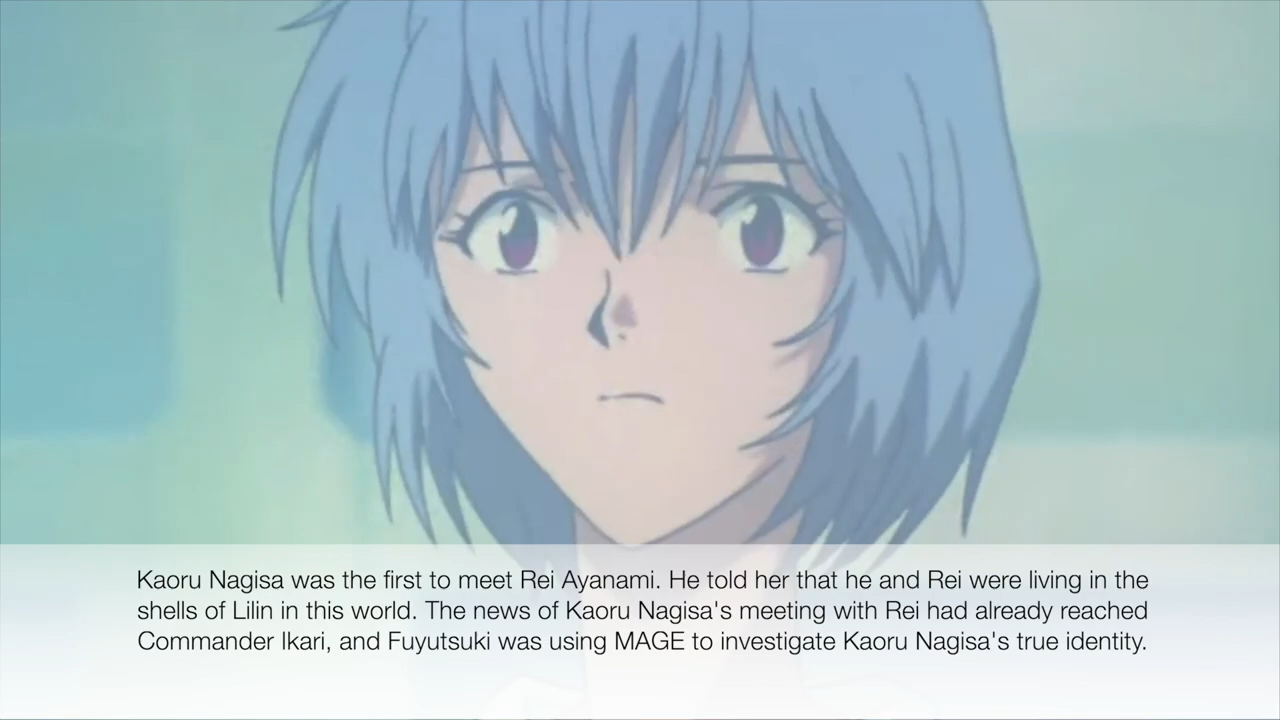 Kaoru Nagisa was the first to meet Rei Ayanami. He told her that he and Rei were living in the
shells of Lilin in this world. The news of Kaoru Nagisa's meeting with Rei had already reached
Commander Ikari, and Fuyutsuki was using MAGE to investigate Kaoru Nagisa's true identity.